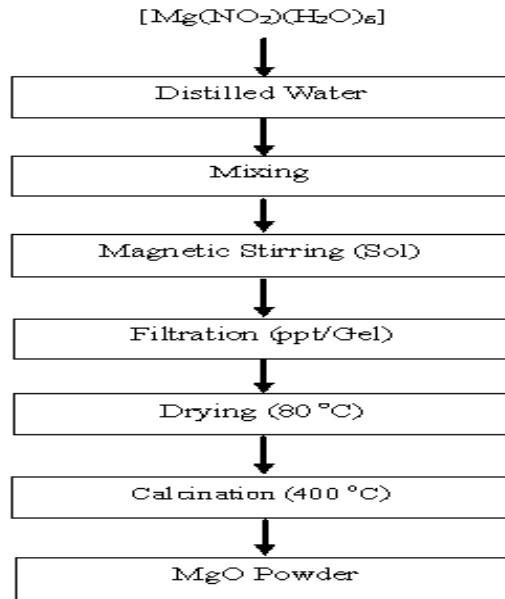 [Mg(NO₂)(H₂O)₆]
Distilled Water
Mixing
Magnetic Stirring (Sol)
Filtration (ppt/Gel)
Drying (80 °C)
Calcination (400 °C)
MgO Powder